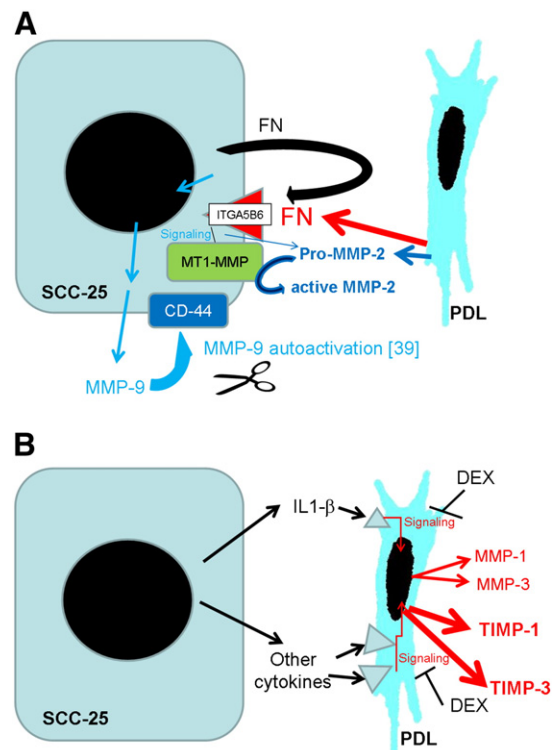 A
FN
ITGA5B6
FN
Signaling
Pro-MMP-2
MT1-MMP
active MMP-2
SCC-25
CD-44
PDL
MMP-9 autoactivation [39]
MMP-9
B
DEX
IL1-β
Signaling
MMP-1
MMP-3
TIMP-1
Other
cytokines
Signaling
TIMP-3
DEX
SCC-25
PDL